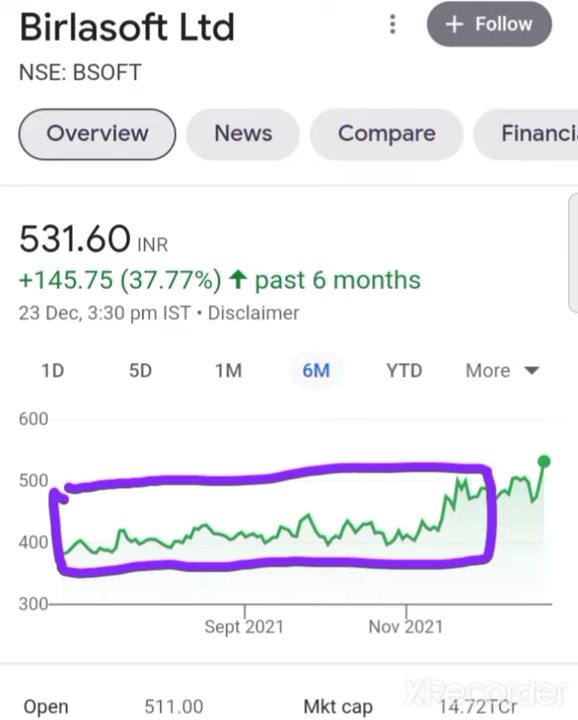 Birlasoft Ltd
+ Follow
NSE: BSOFT
Overview News Compare Financi
531.60 INR
+145.75 (37.77%) ↑ past 6 months
23 Dec, 3:30 pm IST • Disclaimer
1D 5D 1M 6M YTD More
600
500
400
300
Sept 2021 Nov 2021
XRecorder
Open 511.00 Mkt cap 14.72TCr